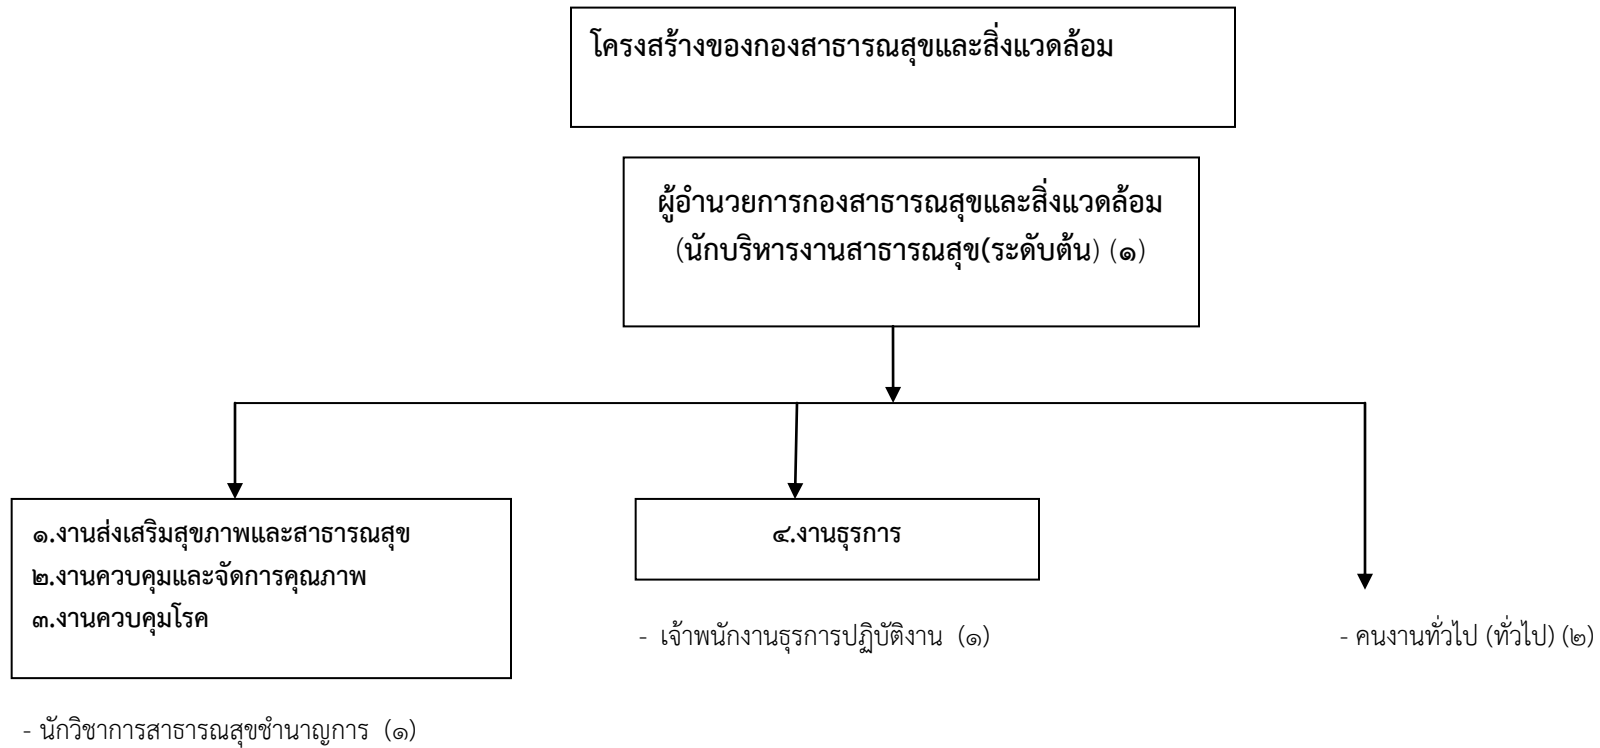 โครงสร้างของกองสาธารณสุขและสิ่งแวดล้อม
ผู้อำนวยการกองสาธารณสุขและสิ่งแวดล้อม
(นักบริหารงานสาธารณสุข(ระดับต้น) (๑)
๑.งานส่งเสริมสุขภาพและสาธารณสุข
๒.งานควบคุมและจัดการคุณภาพ
๓.งานควบคุมโรค
- นักวิชาการสาธารณสุขชำนาญการ (๑)
๔.งานธุรการ
- เจ้าพนักงานธุรการปฏิบัติงาน (๑)
- คนงานทั่วไป (ทั่วไป) (๒)